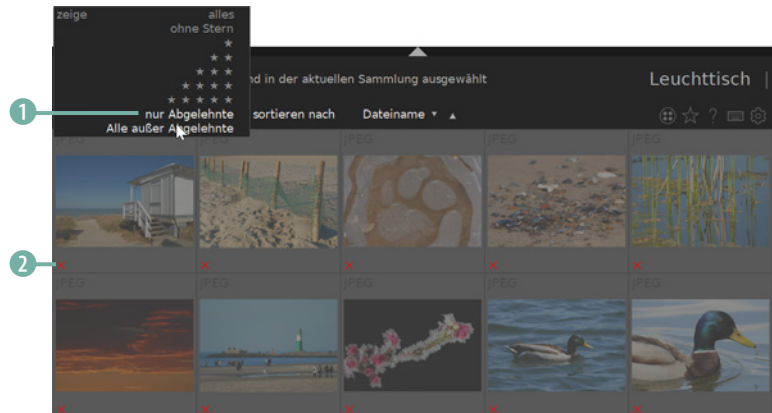 zeige alles
ohne Stern
★
★ ★
★ ★ ★
★ ★ ★ ★
★ ★ ★ ★ ★
nur Abgelehnte
Alle außer Abgelehnte
nd in der aktuellen Sammlung ausgewählt
Leuchttisch |
sortieren nach Dateiname
?
1
JPEG JPEG JPEG JPEG JPEG
2
JPEG JPEG JPEG JPEG JPEG